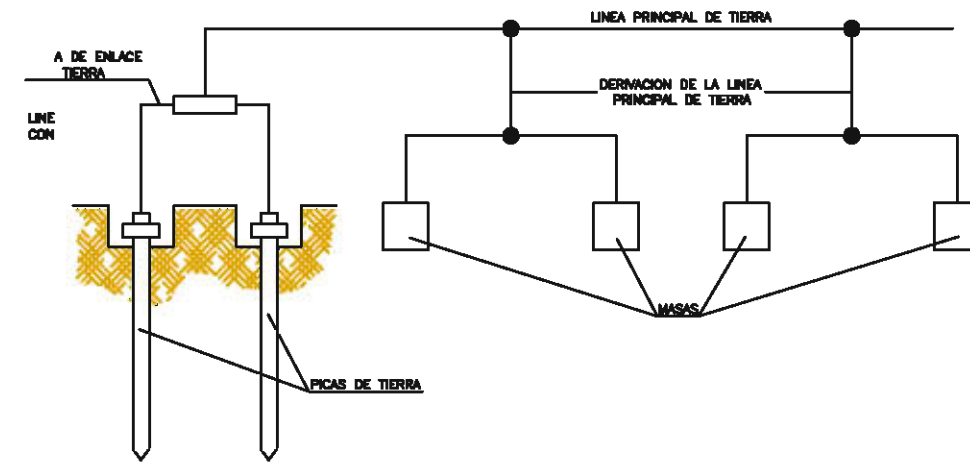 LINEA PRINCIPAL DE TIERRA
A DE ENLACE
TIERRA
LINE
CON
DERIVACION DE LA LINEA
PRINCIPAL DE TIERRA
MASAS
PICAS DE TIERRA